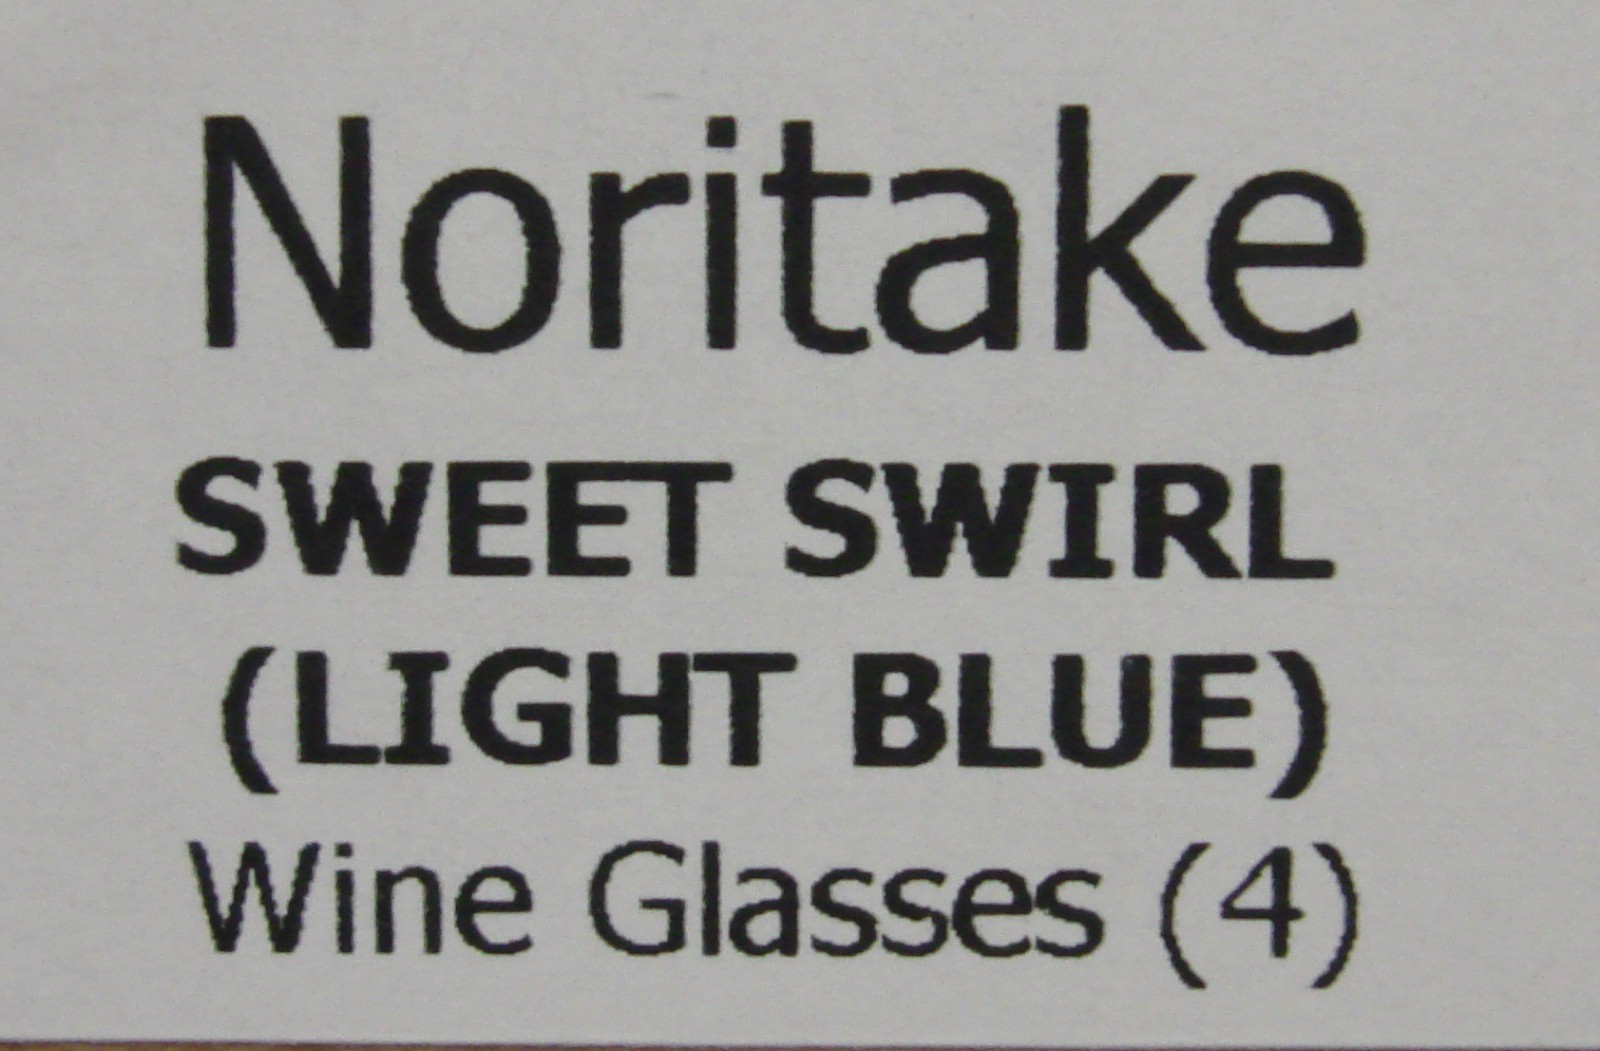 Noritake
SWEET SWIRL
(LIGHT BLUE)
Wine Glasses (4)